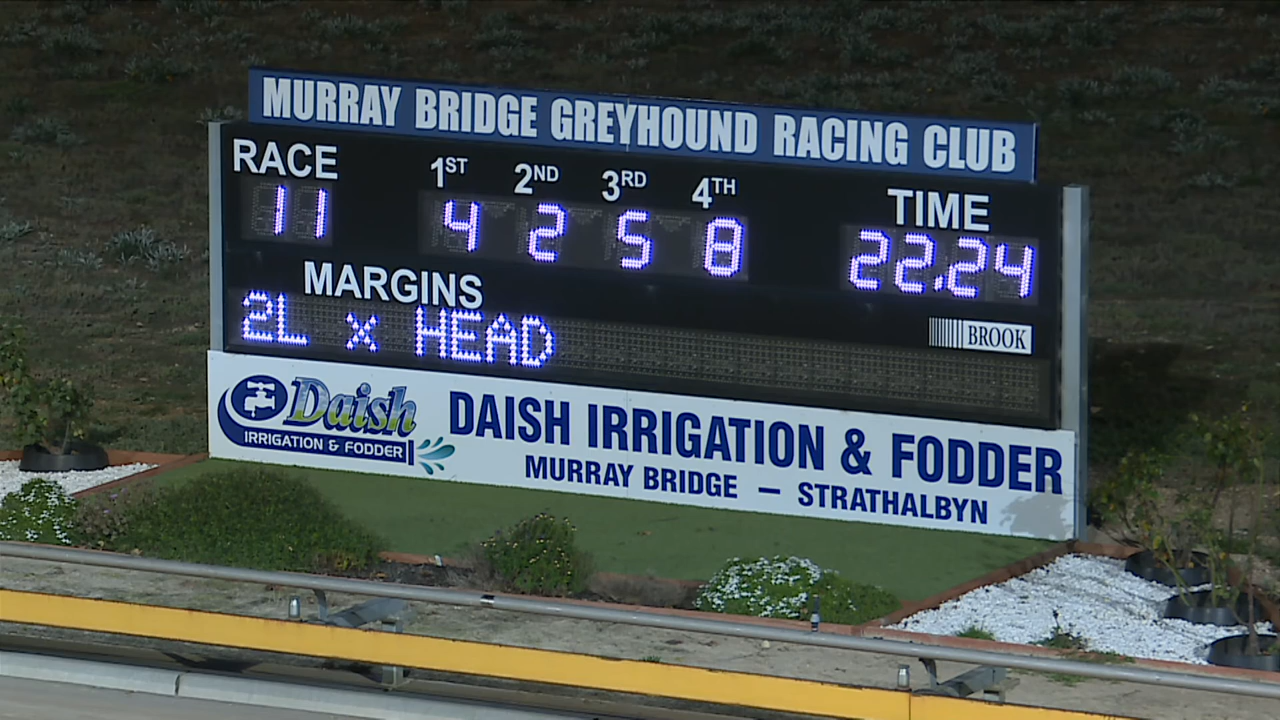 MURRAY BRIDGE GREYHOUND RACING CLUB
RACE 1ST 2ND 3RD 4TH TIME
11 4 2 5 8 22.24
MARGINS
2L x HEAD
BROOK
Daish
IRRIGATION & FODDER
DAISH IRRIGATION & FODDER
MURRAY BRIDGE – STRATHALBYN